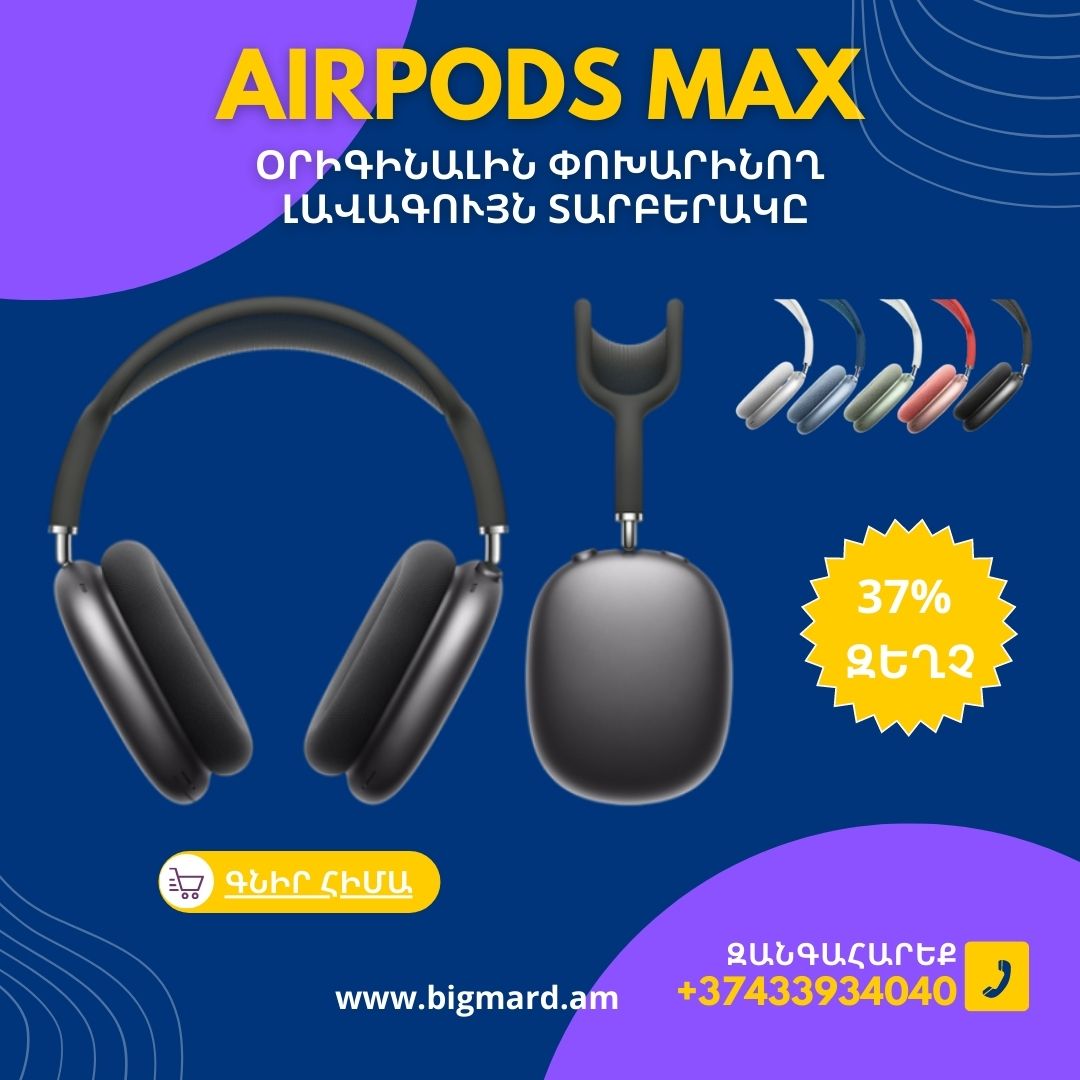 AIRPODS MAX
ՕՐԻԳԻՆԱԼԻՆ ՓՈԽԱՐԻՆՈՂ
ԼԱՎԱԳՈՒՅՆ ՏԱՐԲԵՐԱԿԸ
37%
ԶԵՂՉ
ԳՆԻՐ ՀԻՄԱ
ԶԱՆԳԱՀԱՐԵՔ
+37433934040
www.bigmard.am